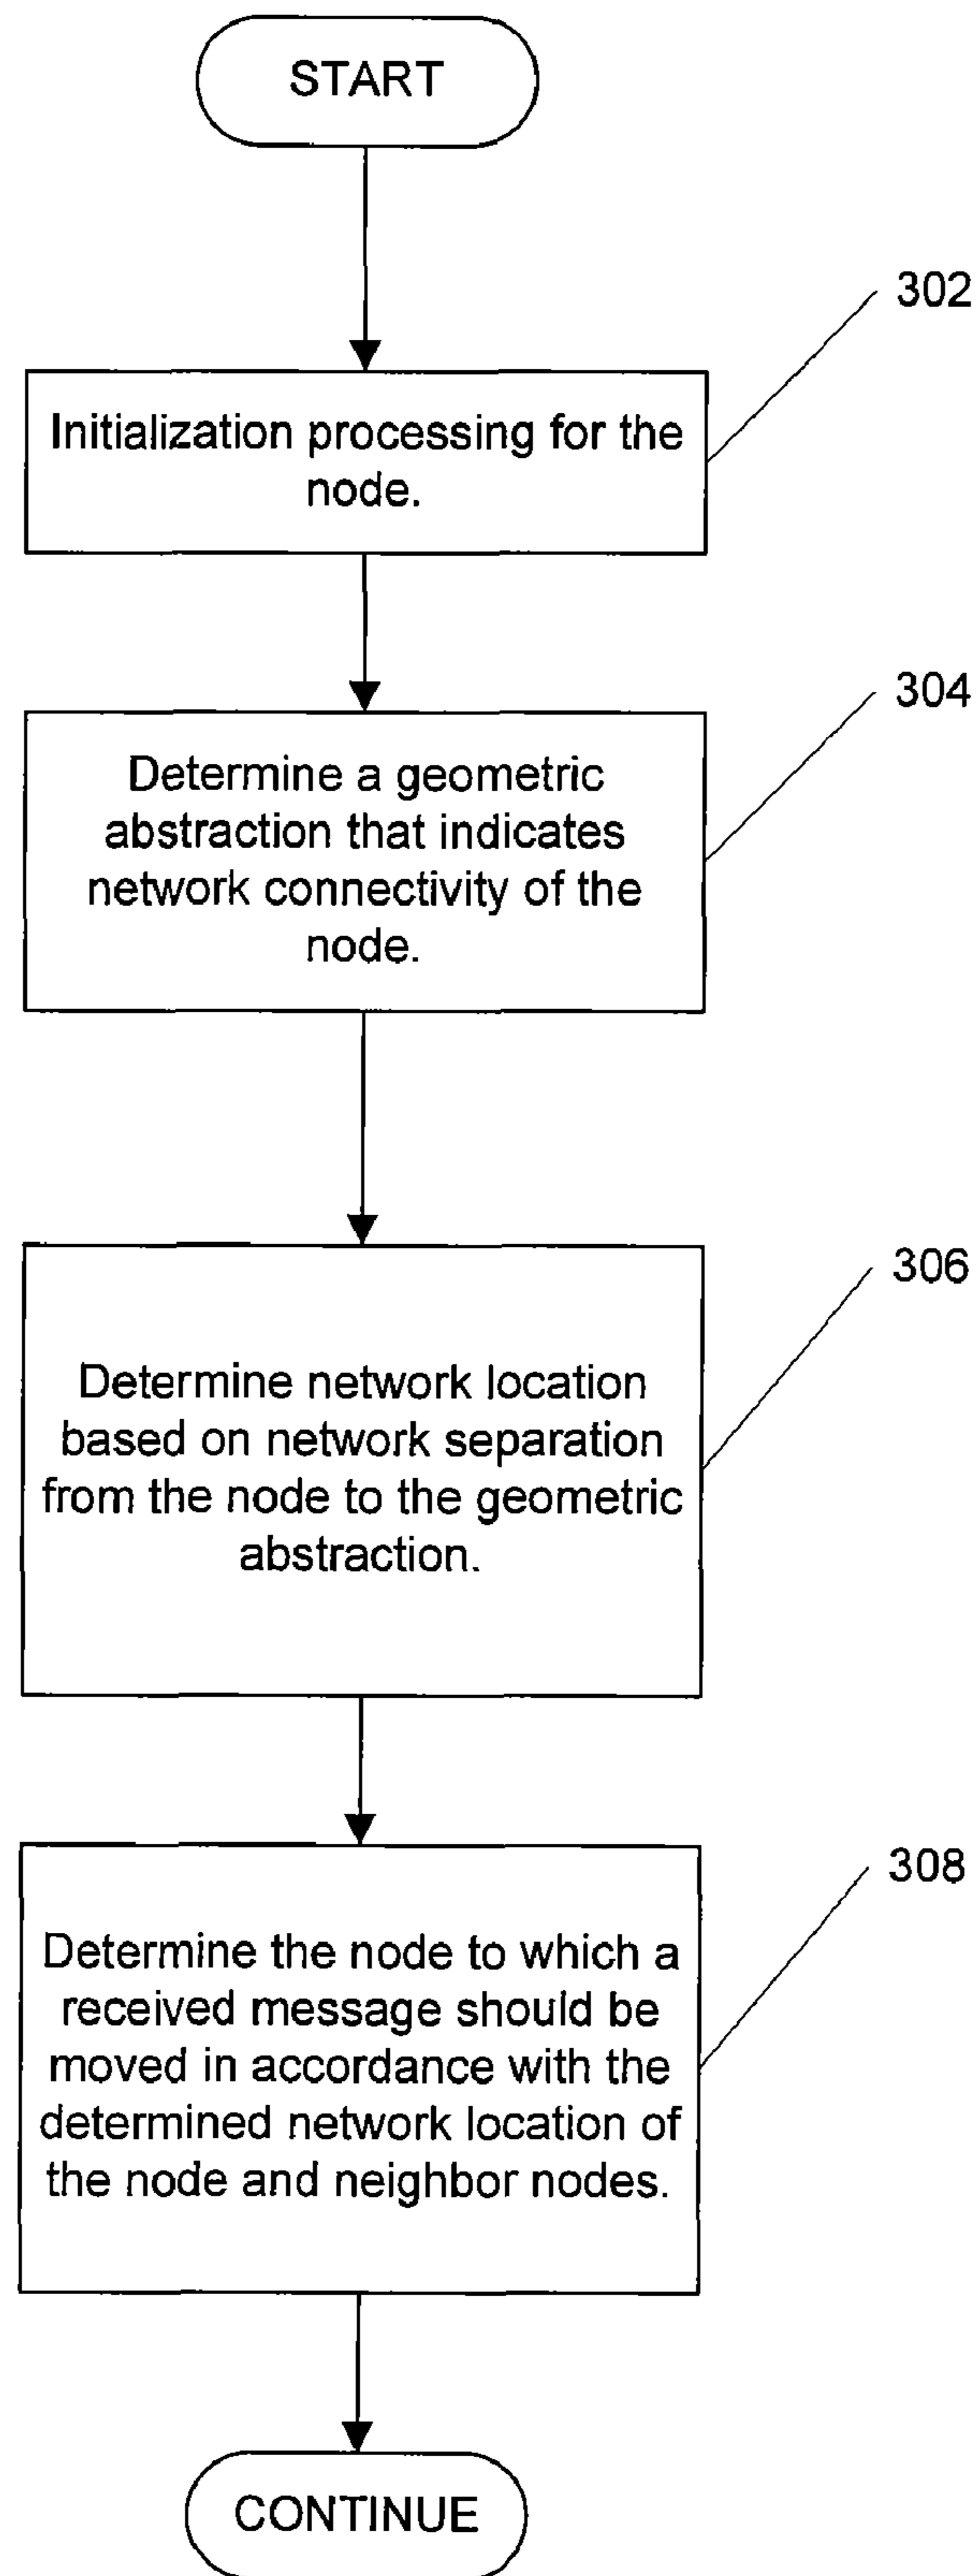 START
302
Initialization processing for the
node.
304
Determine a geometric
abstraction that indicates
network connectivity of the
node.
306
Determine network location
based on network separation
from the node to the geometric
abstraction.
308
Determine the node to which a
received message should be
moved in accordance with the
determined network location of
the node and neighbor nodes.
CONTINUE